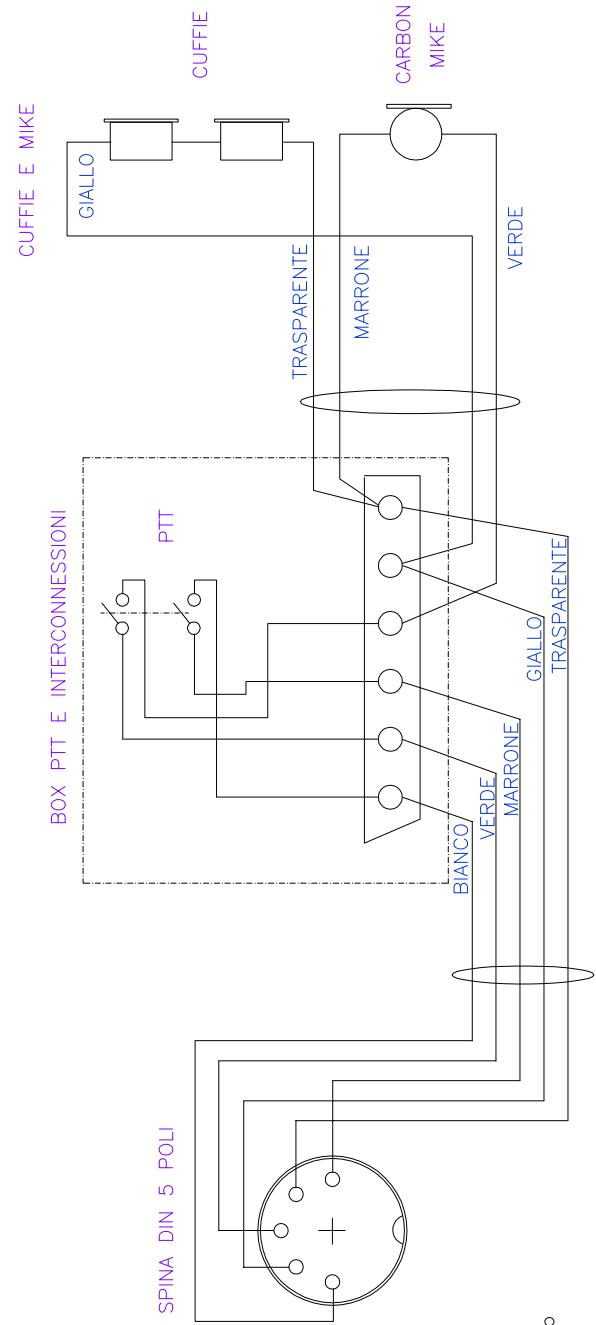 CUFFIE E MIKE
CUFFIE
CARBON
MIKE
GIALLO
TRASPARENTE
MARRONE
VERDE
BOX PTT E INTERCONNESSIONI
PTT
BIANCO
VERDE
MARRONE
GIALLO
TRASPARENTE
SPINA DIN 5 POLI